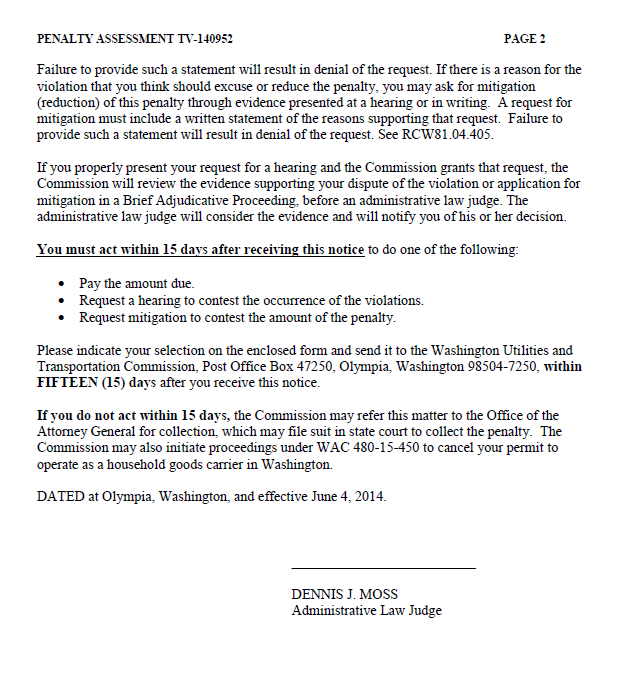 PENALTY ASSESSMENT TV-140952 PAGE 2
Failure to provide such a statement will result in denial of the request. If there is a reason for the
violation that you think should excuse or reduce the penalty, you may ask for mitigation
(reduction) of this penalty through evidence presented at a hearing or in writing.  A request for
mitigation must include a written statement of the reasons supporting that request.  Failure to
provide such a statement will result in denial of the request. See RCW81.04.405.
If you properly present your request for a hearing and the Commission grants that request, the
Commission will review the evidence supporting your dispute of the violation or application for
mitigation in a Brief Adjudicative Proceeding, before an administrative law judge. The
administrative law judge will consider the evidence and will notify you of his or her decision.
You must act within 15 days after receiving this notice to do one of the following:
• Pay the amount due.
• Request a hearing to contest the occurrence of the violations.
• Request mitigation to contest the amount of the penalty.
Please indicate your selection on the enclosed form and send it to the Washington Utilities and
Transportation Commission, Post Office Box 47250, Olympia, Washington 98504-7250, within
FIFTEEN (15) days after you receive this notice.
If you do not act within 15 days, the Commission may refer this matter to the Office of the
Attorney General for collection, which may file suit in state court to collect the penalty.  The
Commission may also initiate proceedings under WAC 480-15-450 to cancel your permit to
operate as a household goods carrier in Washington.
DATED at Olympia, Washington, and effective June 4, 2014.
DENNIS J. MOSS
Administrative Law Judge